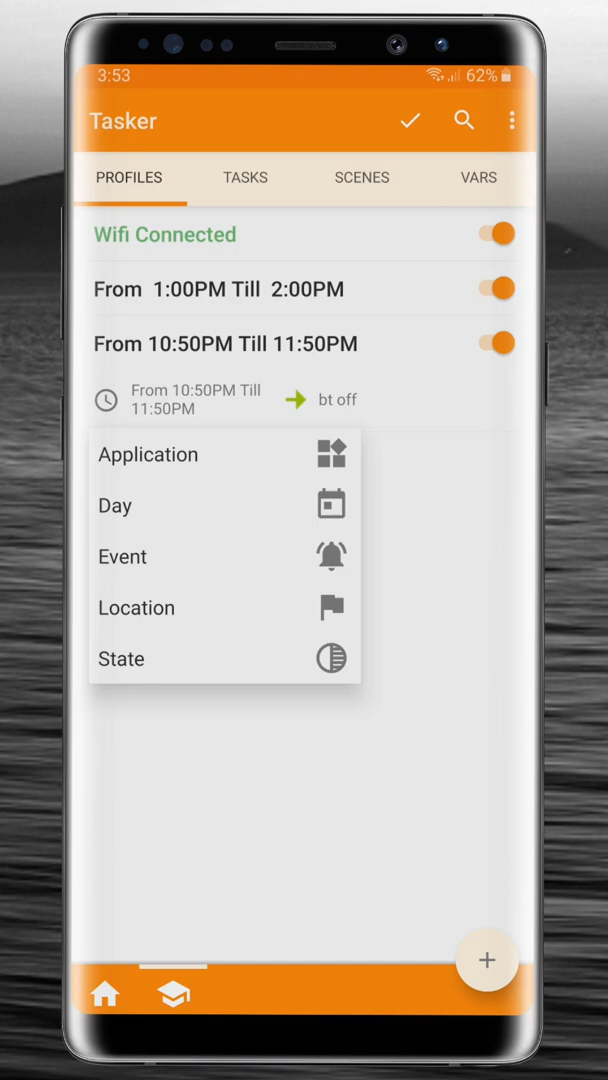 3:53
62%
Tasker
PROFILES TASKS SCENES VARS
Wifi Connected
From 1:00PM Till 2:00PM
From 10:50PM Till 11:50PM
From 10:50PM Till
11:50PM
bt off
Application
Day
Event
Location
State